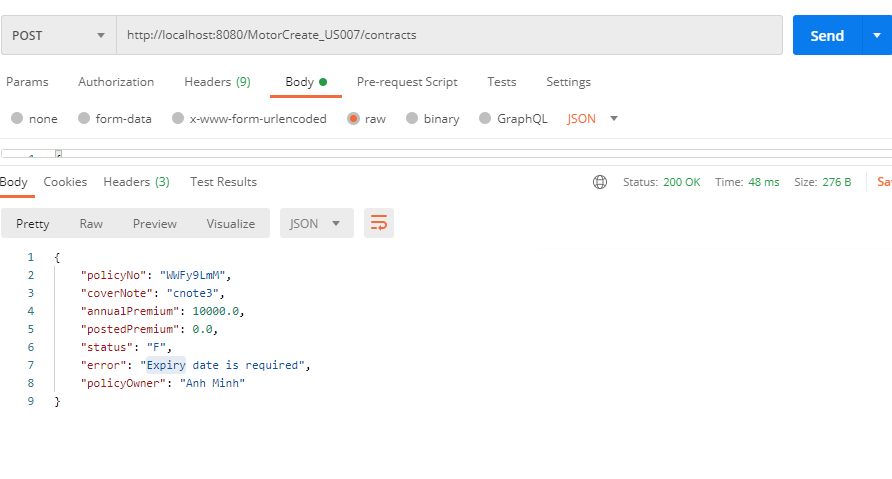 POST http://localhost:8080/MotorCreate_US007/contracts Send
Params Authorization Headers (9) Body Pre-request Script Tests Settings
none form-data x-www-form-urlencoded raw binary GraphQL JSON
Body Cookies Headers (3) Test Results Status: 200 OK Time: 48 ms Size: 276 B
Pretty Raw Preview Visualize JSON
1 {
2 "policyNo": "WWFy9LmM",
3 "coverNote": "cnote3",
4 "annualPremium": 10000.0,
5 "postedPremium": 0.0,
6 "status": "F",
7 "error": "Expiry date is required",
8 "policyOwner": "Anh Minh"
9 }